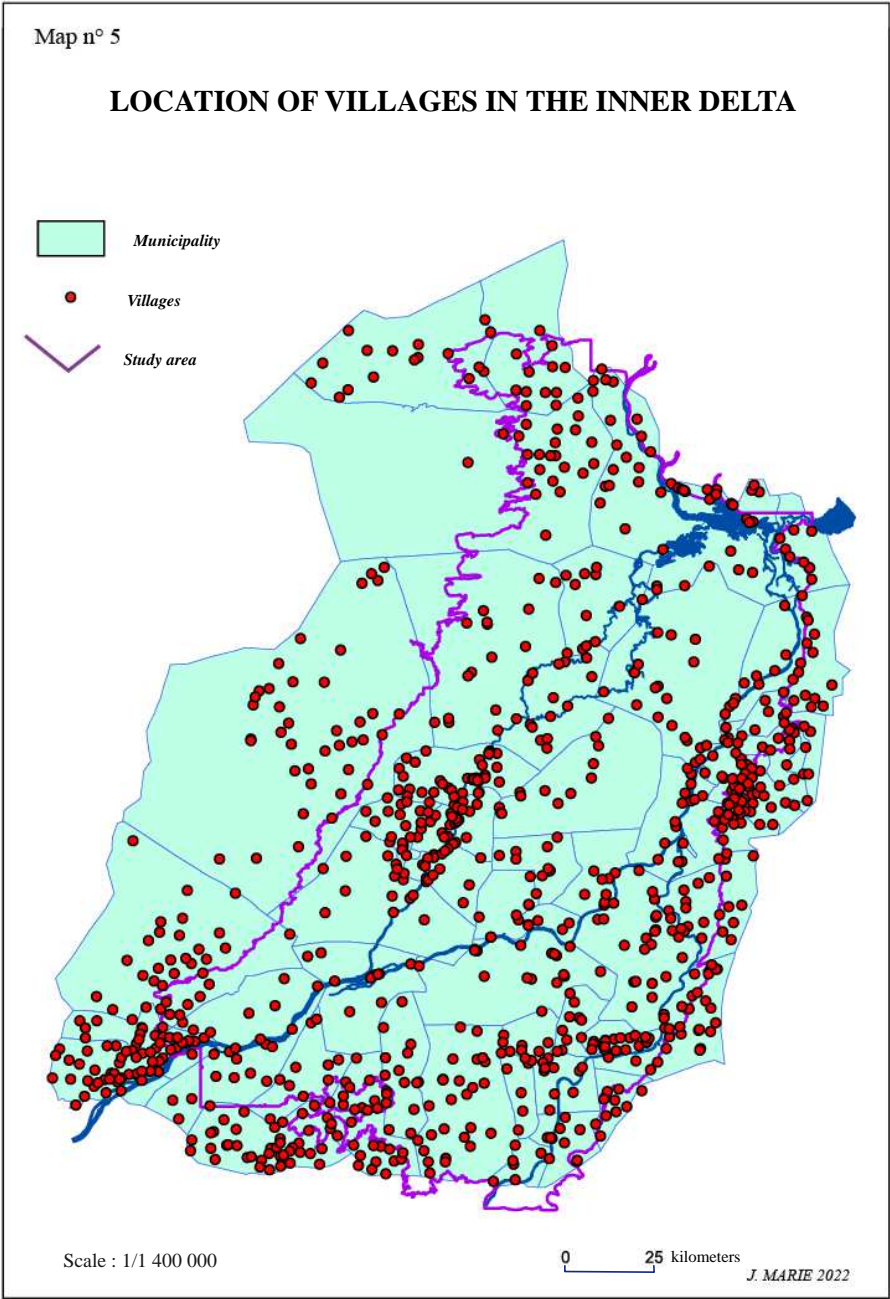 Map n° 5
LOCATION OF VILLAGES IN THE INNER DELTA
Municipality
Villages
Study area
Scale : 1/1 400 000
0 25 kilometers
J. MARIE 2022